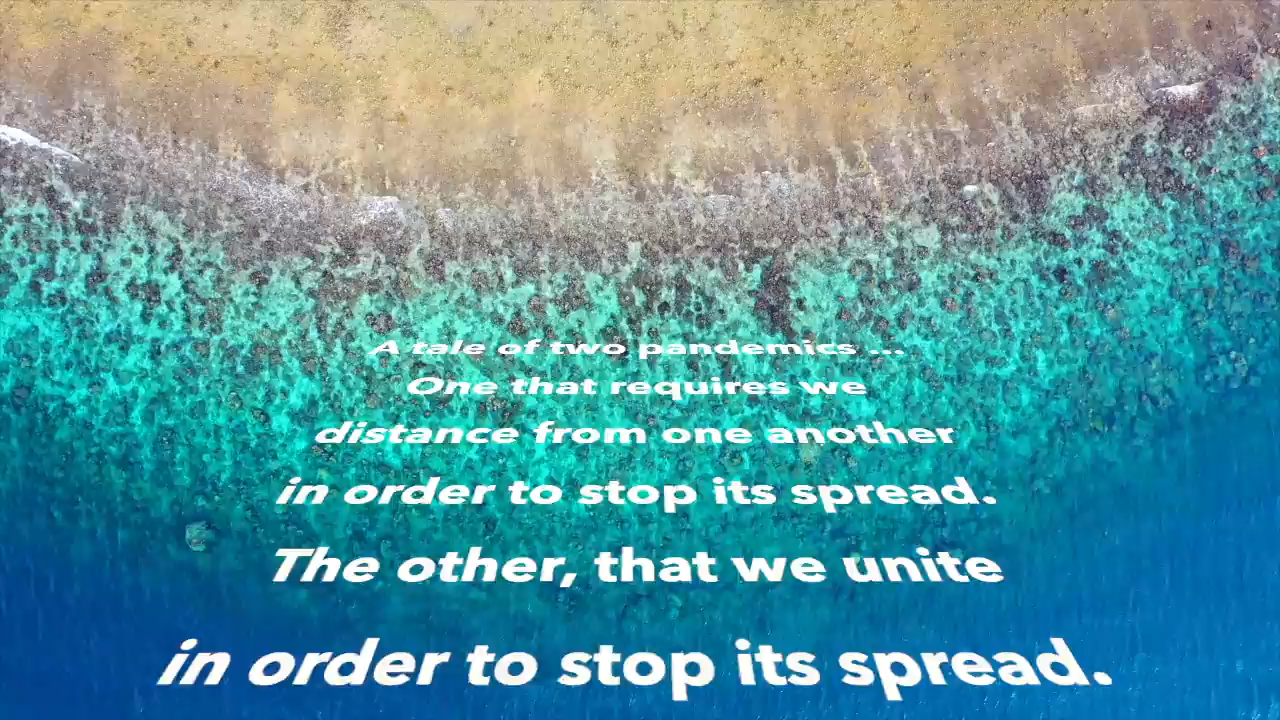 A tale of two pandemics ...
One that requires we
distance from one another
in order to stop its spread.
The other, that we unite
in order to stop its spread.